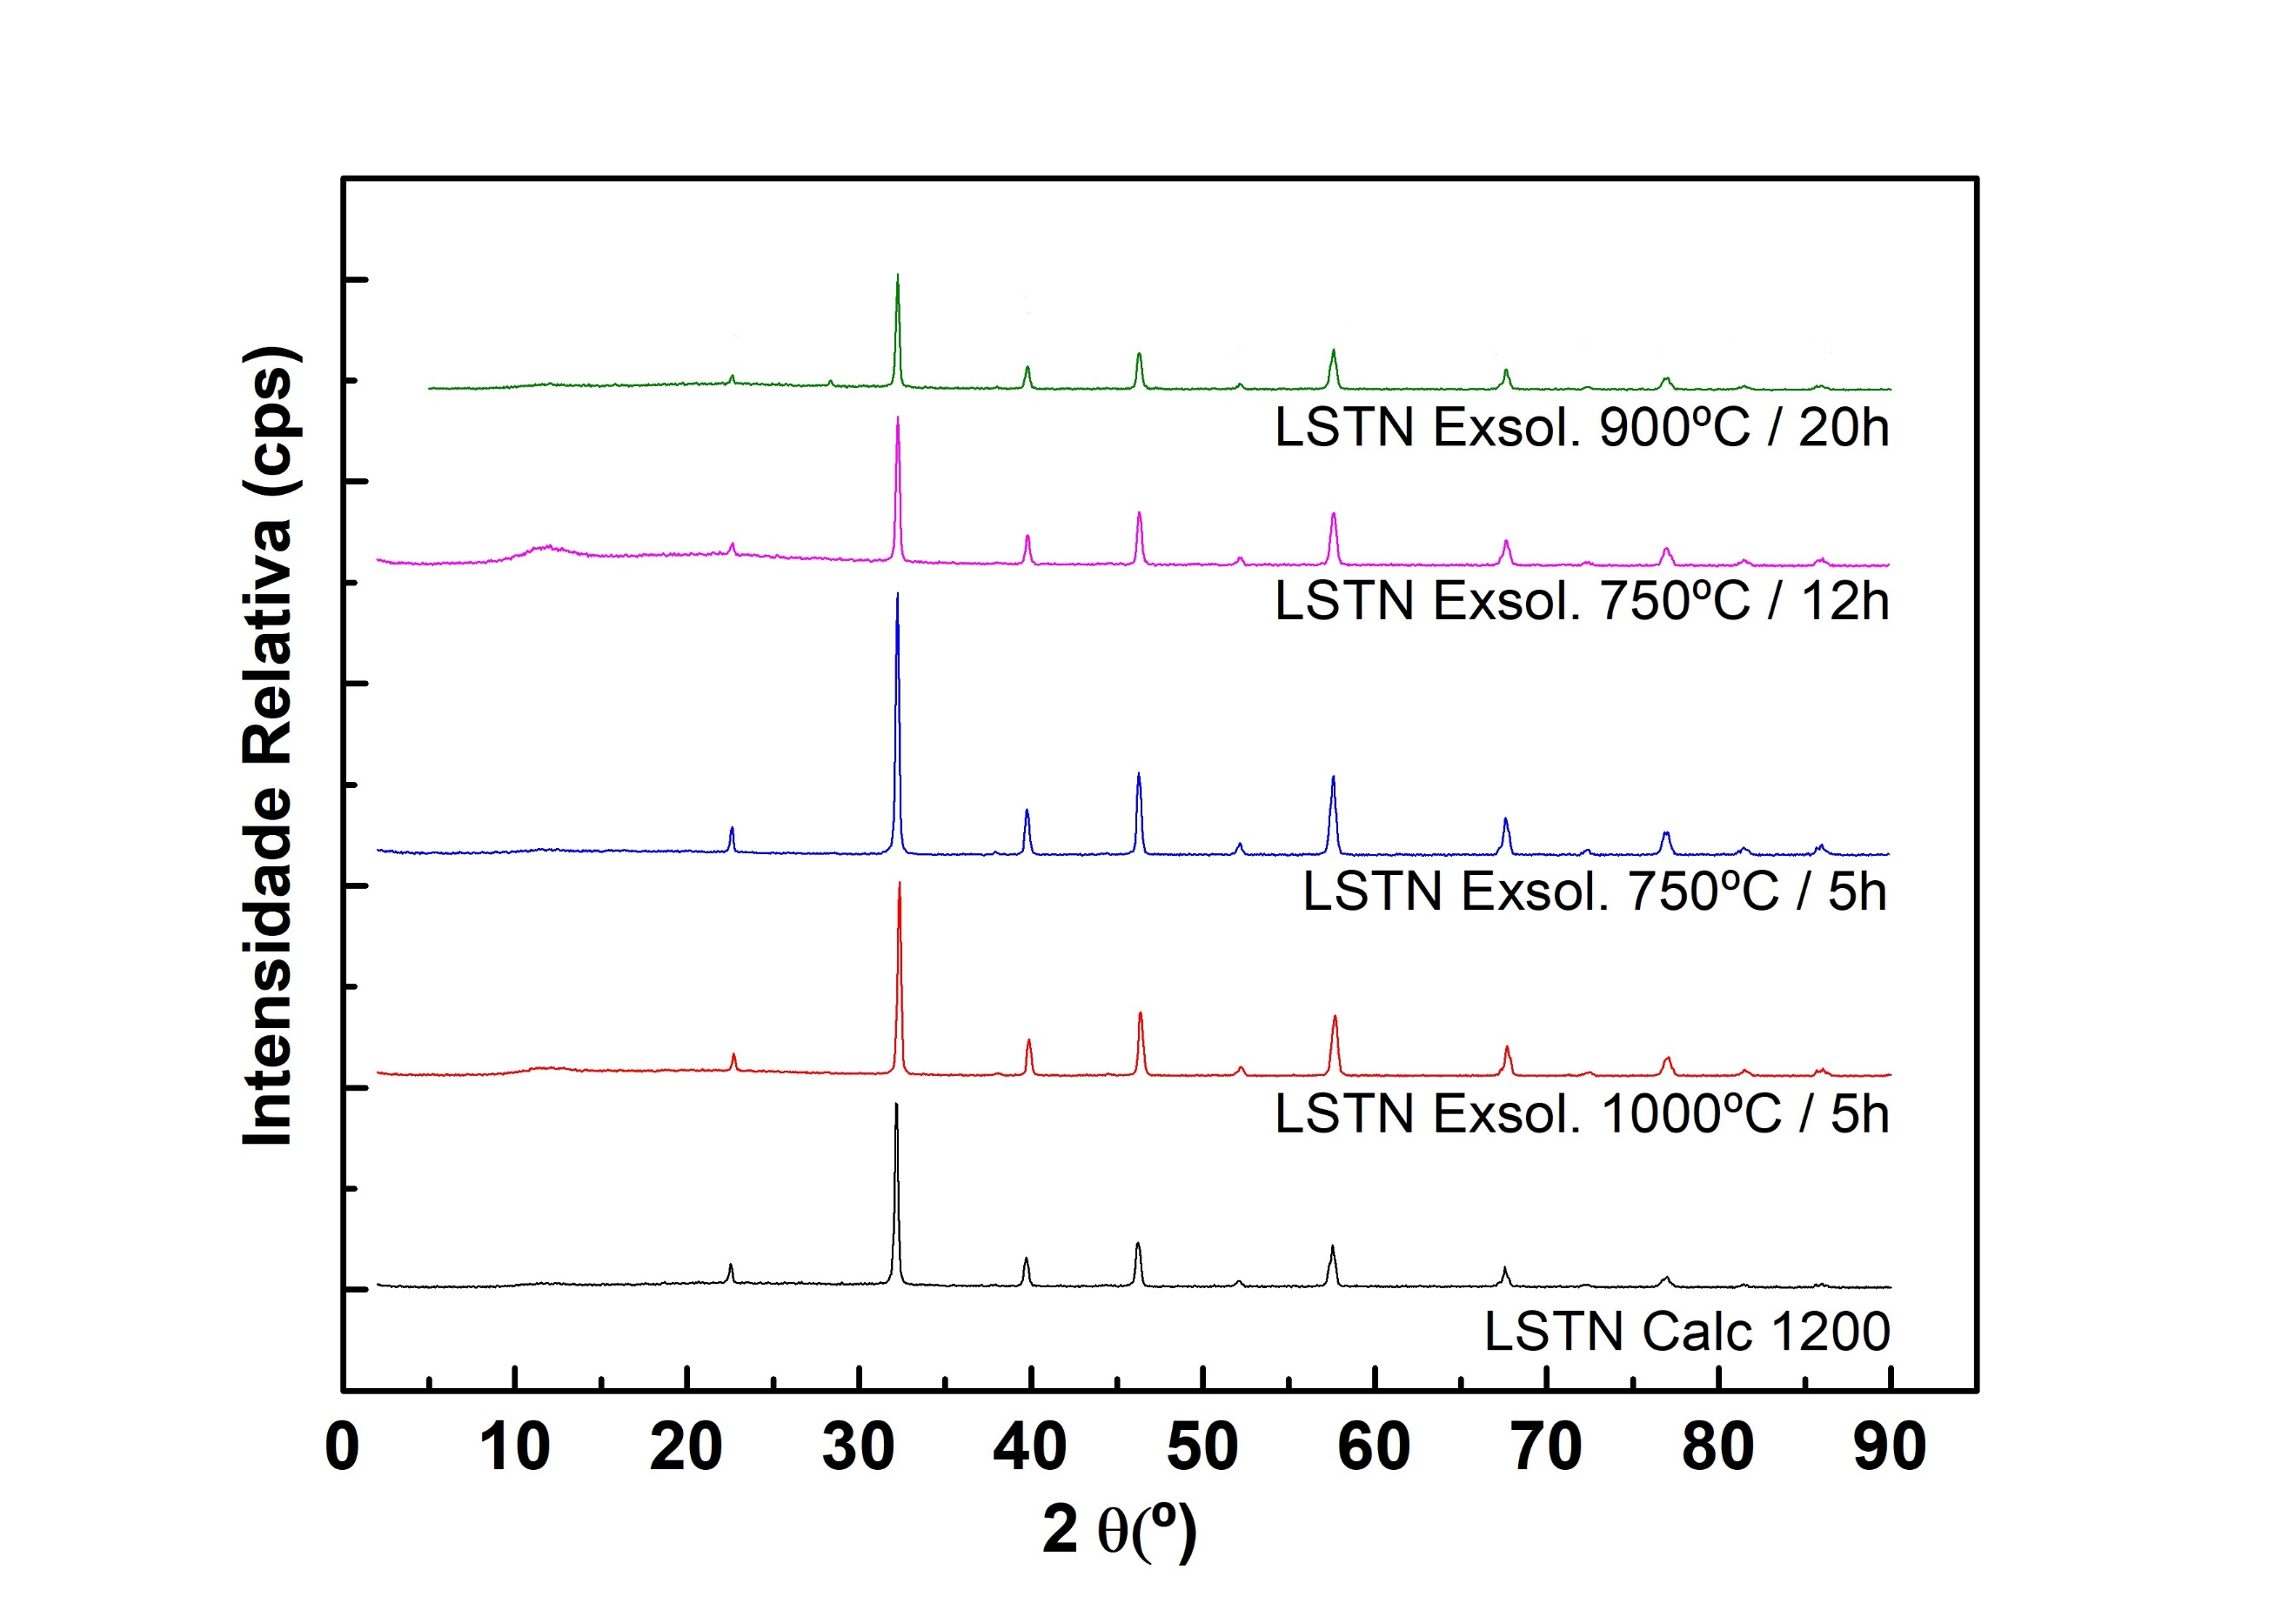 Intensidade Relativa (cps)
LSTN Exsol. 900ºC / 20h
LSTN Exsol. 750ºC / 12h
LSTN Exsol. 750ºC / 5h
LSTN Exsol. 1000ºC / 5h
LSTN Calc 1200
0 10 20 30 40 50 60 70 80 90
2 θ(º)